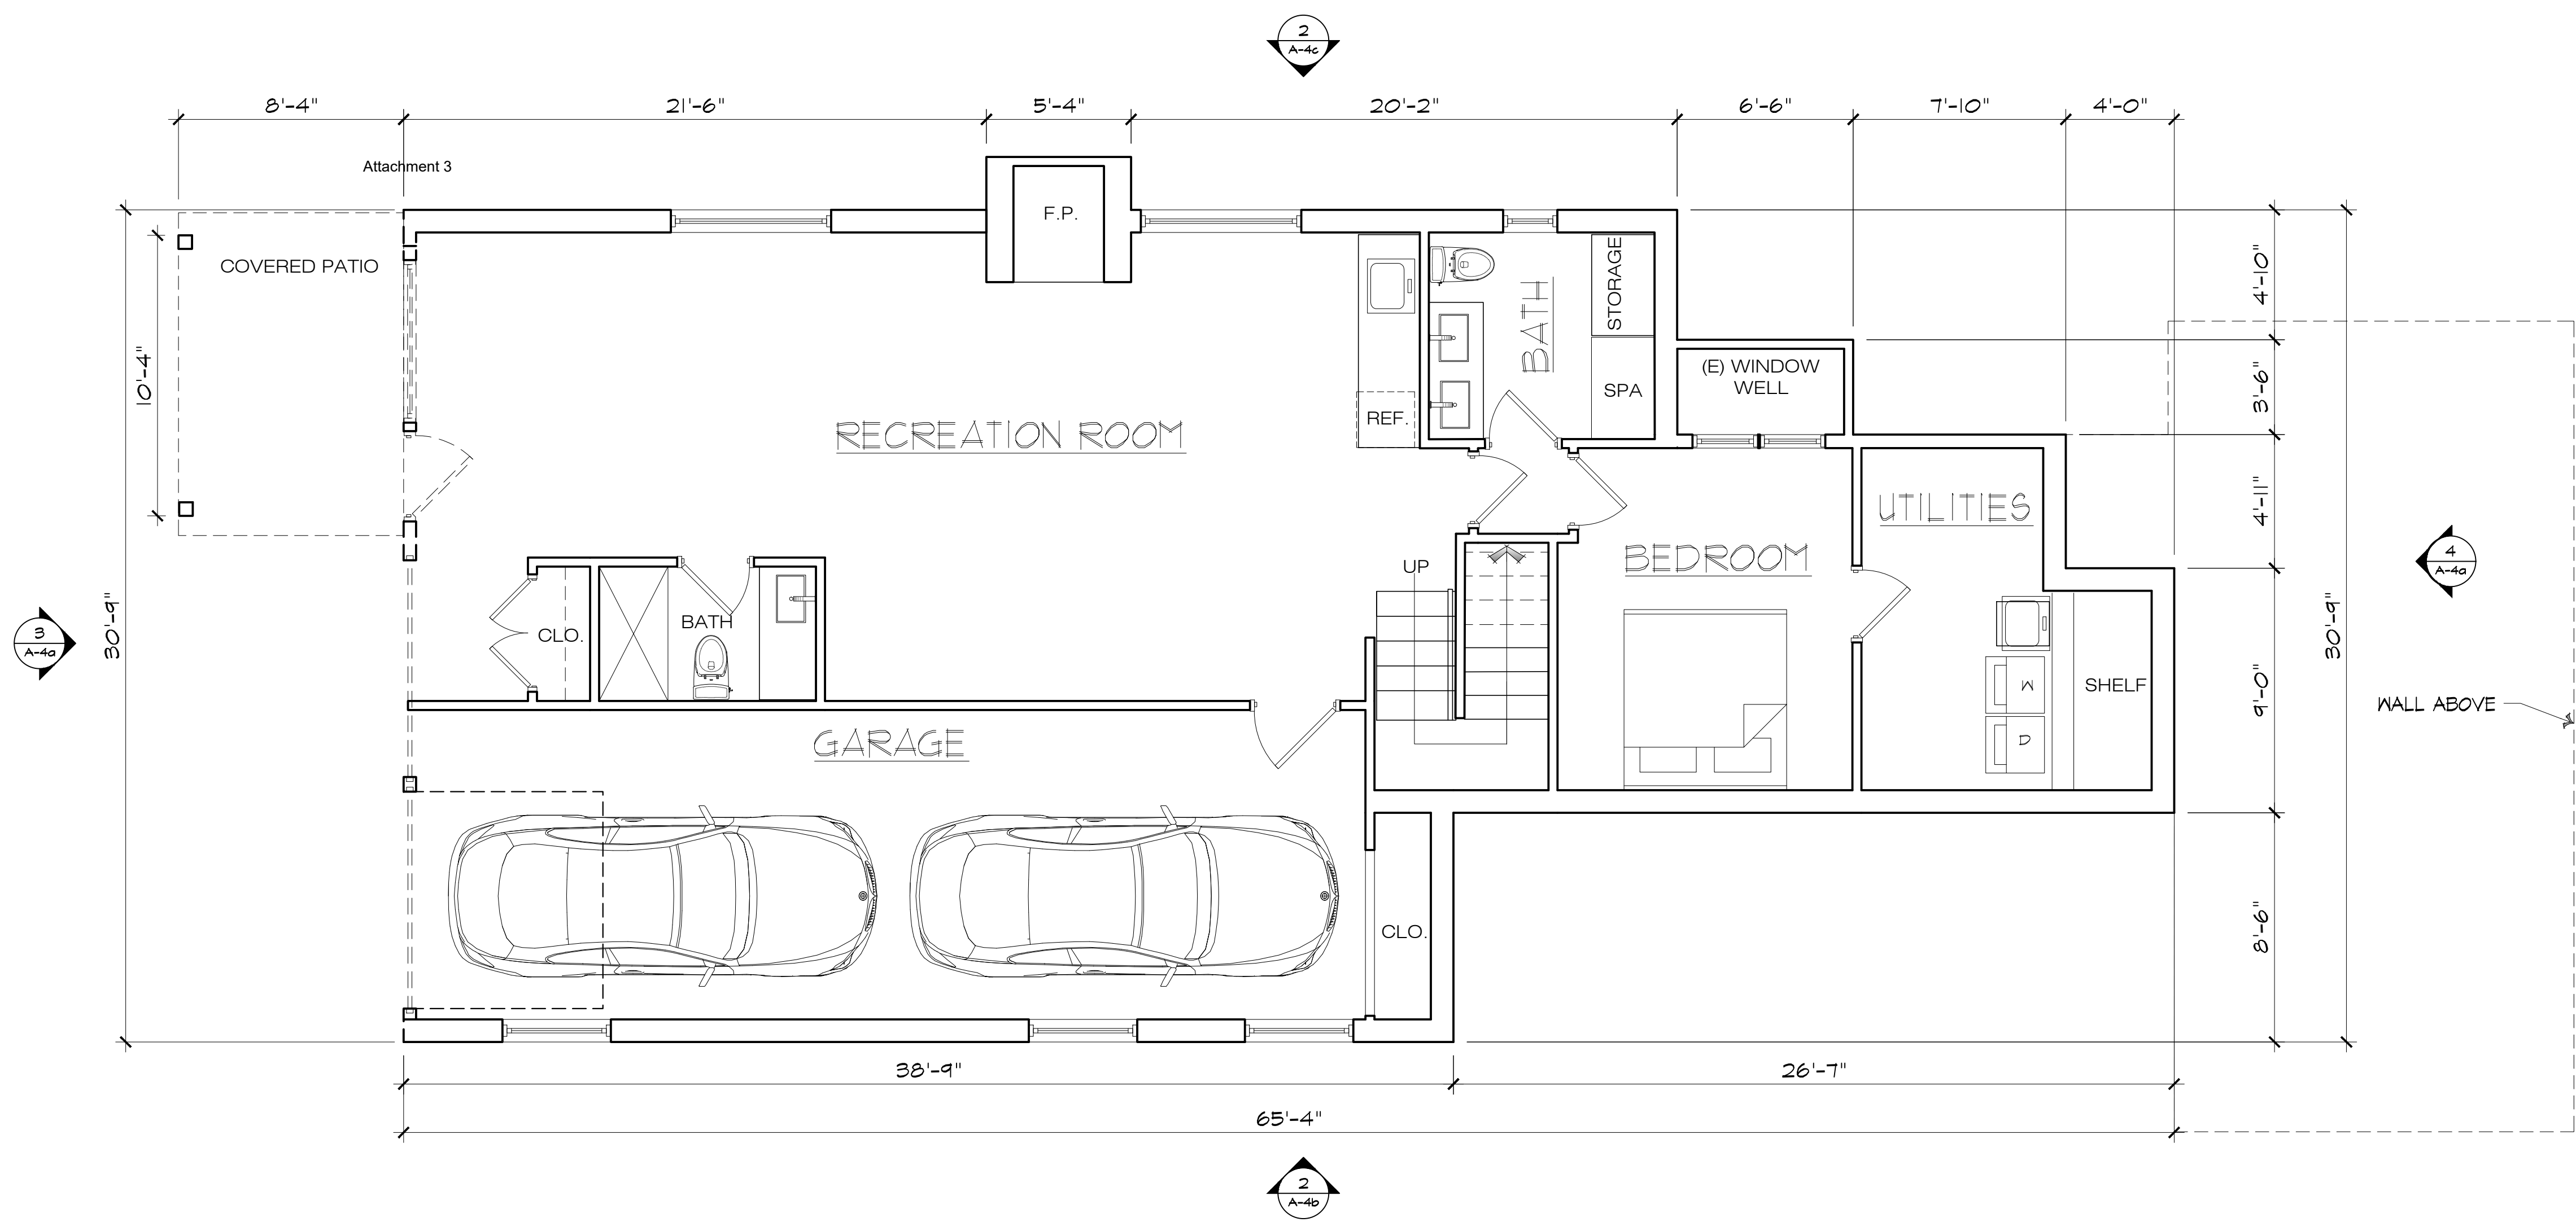 2
A-4c
8'-4"
21'-6"
5'-4"
20'-2"
6'-6"
7'-10"
4'-0"
Attachment 3
F.P.
COVERED PATIO
STORAGE
BATH
4'-10"
10'-4"
(E) WINDOW
WELL
SPA
3'-6"
REF.
RECREATION ROOM
UTILITIES
4'-11"
BEDROOM
UP
4
A-4a
30'-9"
30'-9"
3
A-4a
CLO.
BATH
W
SHELF
9'-0"
WALL ABOVE
D
GARAGE
CLO.
8'-6"
38'-9"
26'-7"
65'-4"
2
A-4b